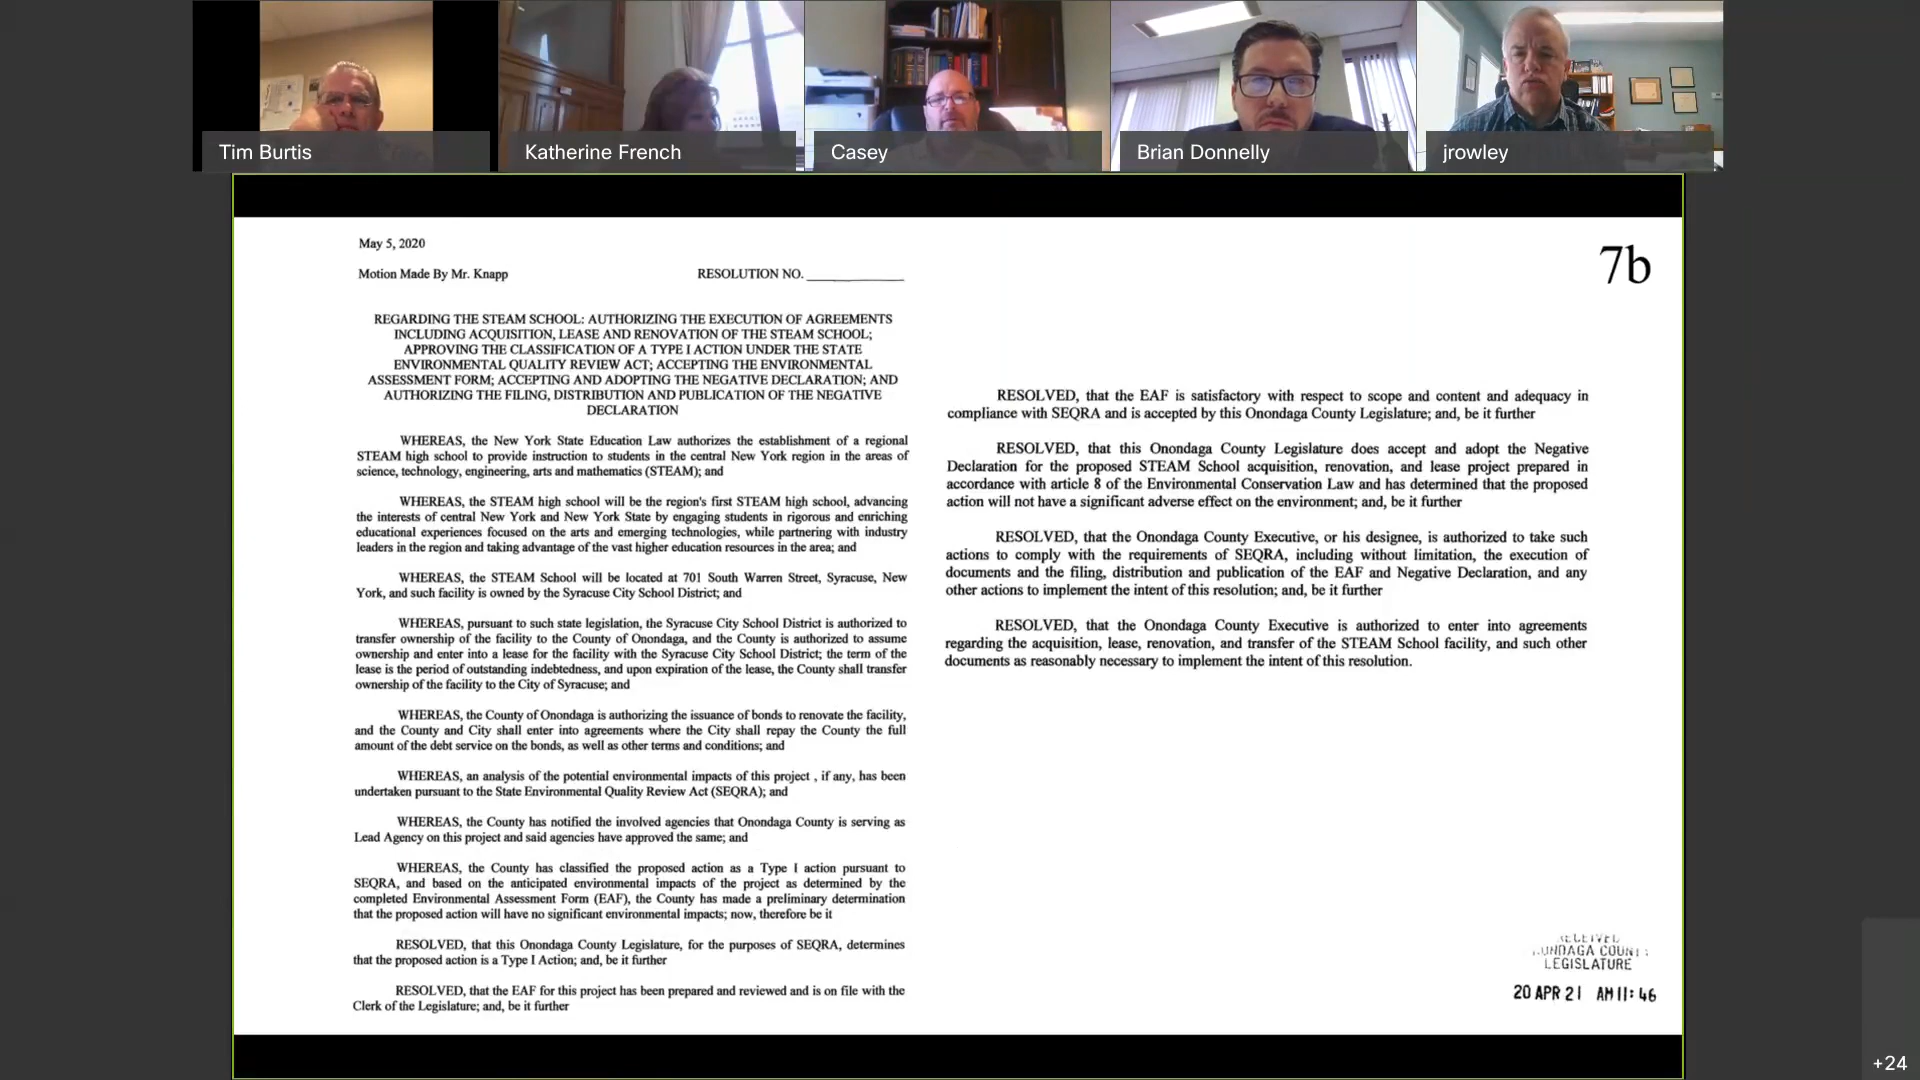 Tim Burtis
Katherine French
Casey
Brian Donnelly
jrowley
May 5, 2020
Motion Made By Mr. Knapp
RESOLUTION NO. _______________
REGARDING THE STEAM SCHOOL: AUTHORIZING THE EXECUTION OF AGREEMENTS
INCLUDING ACQUISITION, LEASE AND RENOVATION OF THE STEAM SCHOOL;
APPROVING THE CLASSIFICATION OF A TYPE I ACTION UNDER THE STATE
ENVIRONMENTAL QUALITY REVIEW ACT; ACCEPTING THE ENVIRONMENTAL
ASSESSMENT FORM; ACCEPTING AND ADOPTING THE NEGATIVE DECLARATION; AND
AUTHORIZING THE FILING, DISTRIBUTION AND PUBLICATION OF THE NEGATIVE
DECLARATION
WHEREAS, the New York State Education Law authorizes the establishment of a regional
STEAM high school to provide instruction to students in the central New York region in the areas of
science, technology, engineering, arts and mathematics (STEAM); and
WHEREAS, the STEAM high school will be the region's first STEAM high school, advancing
the interests of central New York and New York State by engaging students in rigorous and enriching
educational experiences focused on the arts and emerging technologies, while partnering with industry
leaders in the region and taking advantage of the vast higher education resources in the area; and
WHEREAS, the STEAM School will be located at 701 South Warren Street, Syracuse, New
York, and such facility is owned by the Syracuse City School District; and
WHEREAS, pursuant to such state legislation, the Syracuse City School District is authorized to
transfer ownership of the facility to the County of Onondaga, and the County is authorized to assume
ownership and enter into a lease for the facility with the Syracuse City School District; the term of the
lease is the period of outstanding indebtedness, and upon expiration of the lease, the County shall transfer
ownership of the facility to the City of Syracuse; and
WHEREAS, the County of Onondaga is authorizing the issuance of bonds to renovate the facility,
and the County and City shall enter into agreements where the City shall repay the County the full
amount of the debt service on the bonds, as well as other terms and conditions; and
WHEREAS, an analysis of the potential environmental impacts of this project , if any, has been
undertaken pursuant to the State Environmental Quality Review Act (SEQRA); and
WHEREAS, the County has notified the involved agencies that Onondaga County is serving as
Lead Agency on this project and said agencies have approved the same; and
WHEREAS, the County has classified the proposed action as a Type I action pursuant to
SEQRA, and based on the anticipated environmental impacts of the project as determined by the
completed Environmental Assessment Form (EAF), the County has made a preliminary determination
that the proposed action will have no significant environmental impacts; now, therefore be it
RESOLVED, that this Onondaga County Legislature, for the purposes of SEQRA, determines
that the proposed action is a Type I Action; and, be it further
RESOLVED, that the EAF for this project has been prepared and reviewed and is on file with the
Clerk of the Legislature; and, be it further
7b
RESOLVED, that the EAF is satisfactory with respect to scope and content and adequacy in
compliance with SEQRA and is accepted by this Onondaga County Legislature; and, be it further
RESOLVED, that this Onondaga County Legislature does accept and adopt the Negative
Declaration for the proposed STEAM School acquisition, renovation, and lease project prepared in
accordance with article 8 of the Environmental Conservation Law and has determined that the proposed
action will not have a significant adverse effect on the environment; and, be it further
RESOLVED, that the Onondaga County Executive, or his designee, is authorized to take such
actions to comply with the requirements of SEQRA, including without limitation, the execution of
documents and the filing, distribution and publication of the EAF and Negative Declaration, and any
other actions to implement the intent of this resolution; and, be it further
RESOLVED, that the Onondaga County Executive is authorized to enter into agreements
regarding the acquisition, lease, renovation, and transfer of the STEAM School facility, and such other
documents as reasonably necessary to implement the intent of this resolution.
RECEIVED
ONONDAGA COUNTY
LEGISLATURE
20 APR 21 AM 11:46
+24